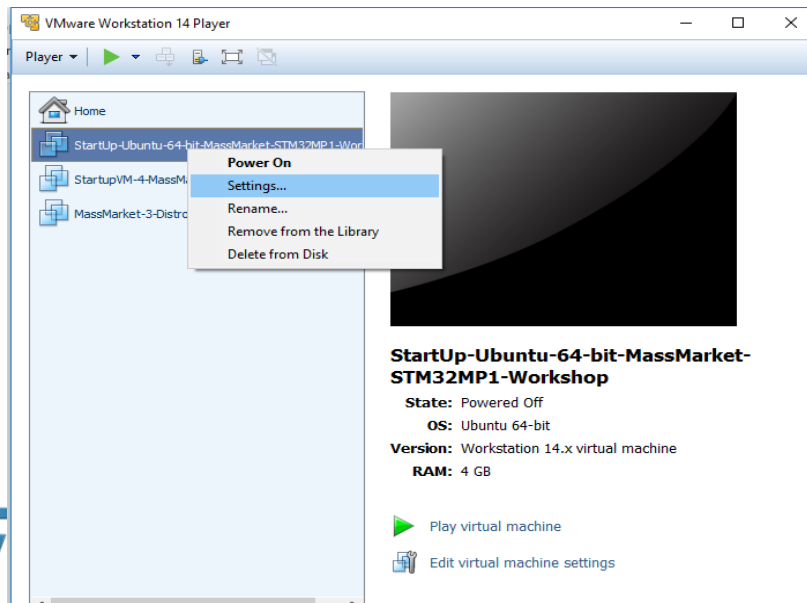 VMware Workstation 14 Player
Player
Home
StartUp-Ubuntu-64-bit-MassMarket-STM32MP1-Wor
StartupVM-4-MassMa
MassMarket-3-Distro
Power On
Settings...
Rename...
Remove from the Library
Delete from Disk
StartUp-Ubuntu-64-bit-MassMarket-
STM32MP1-Workshop
State: Powered Off
OS: Ubuntu 64-bit
Version: Workstation 14.x virtual machine
RAM: 4 GB
Play virtual machine
Edit virtual machine settings